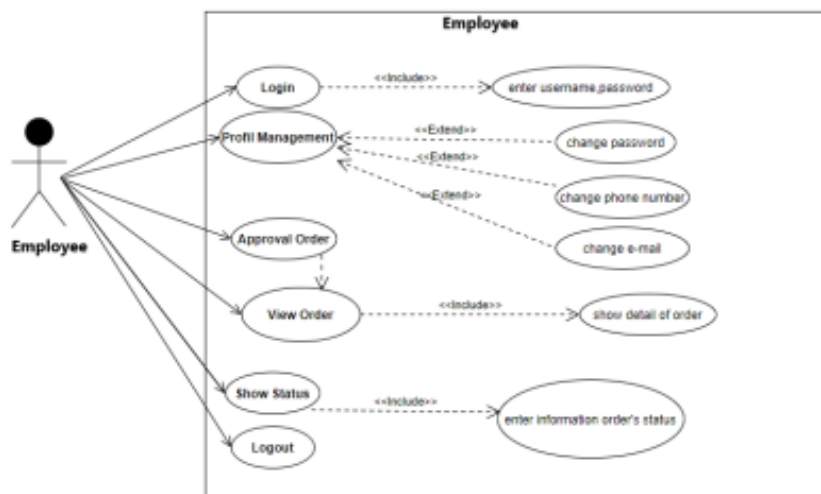 Employee
Login
<<Include>>
enter username,password
Profil Management
<<Extend>>
change password
<<Extend>>
change phone number
<<Extend>>
change e-mail
Employee
Approval Order
View Order
<<Include>>
show detail of order
Show Status
<<Include>>
enter information order's status
Logout